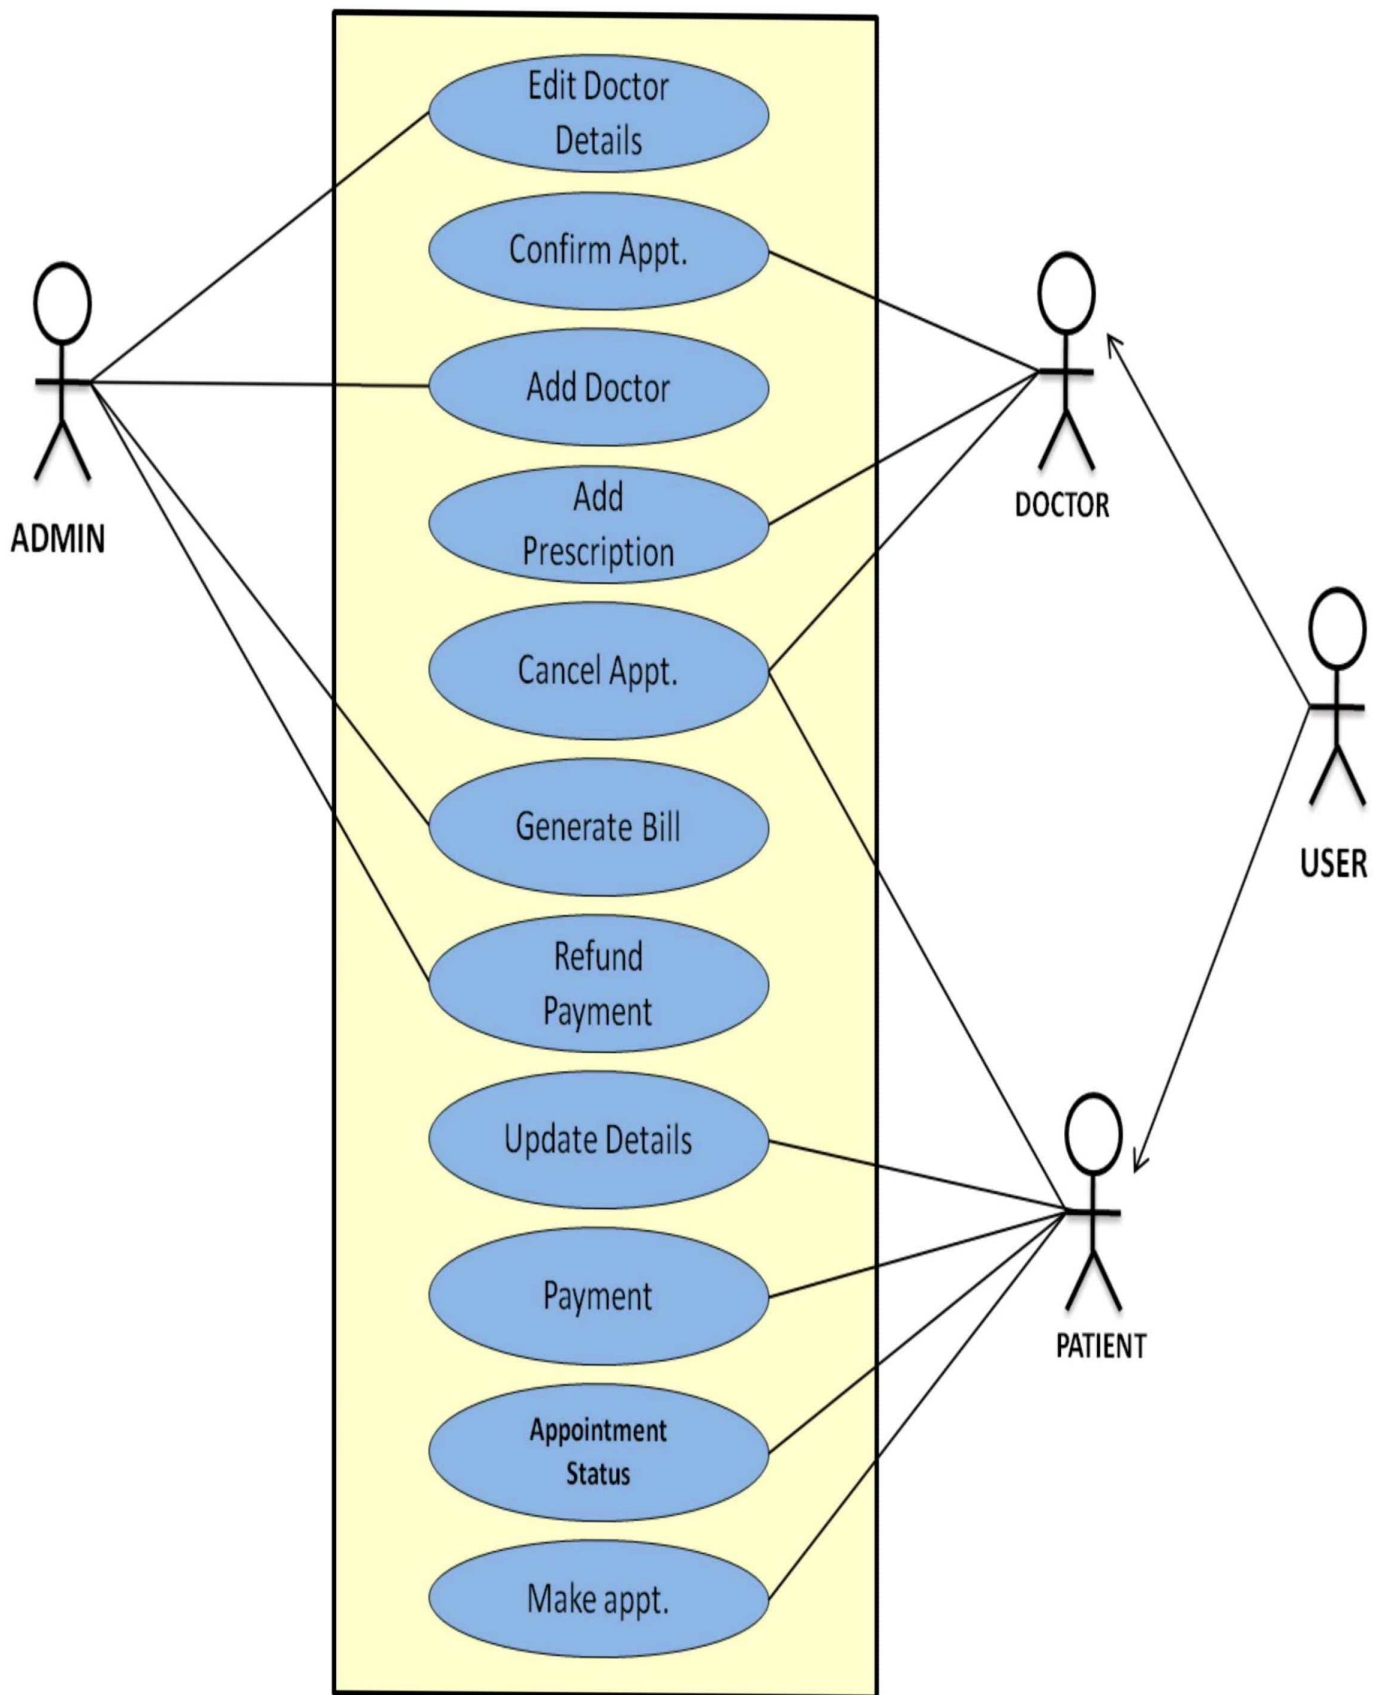 Edit Doctor
Details
Confirm Appt.
Add Doctor
Add
Prescription
Cancel Appt.
Generate Bill
Refund
Payment
Update Details
Payment
Appointment
Status
Make appt.
ADMIN
DOCTOR
USER
PATIENT